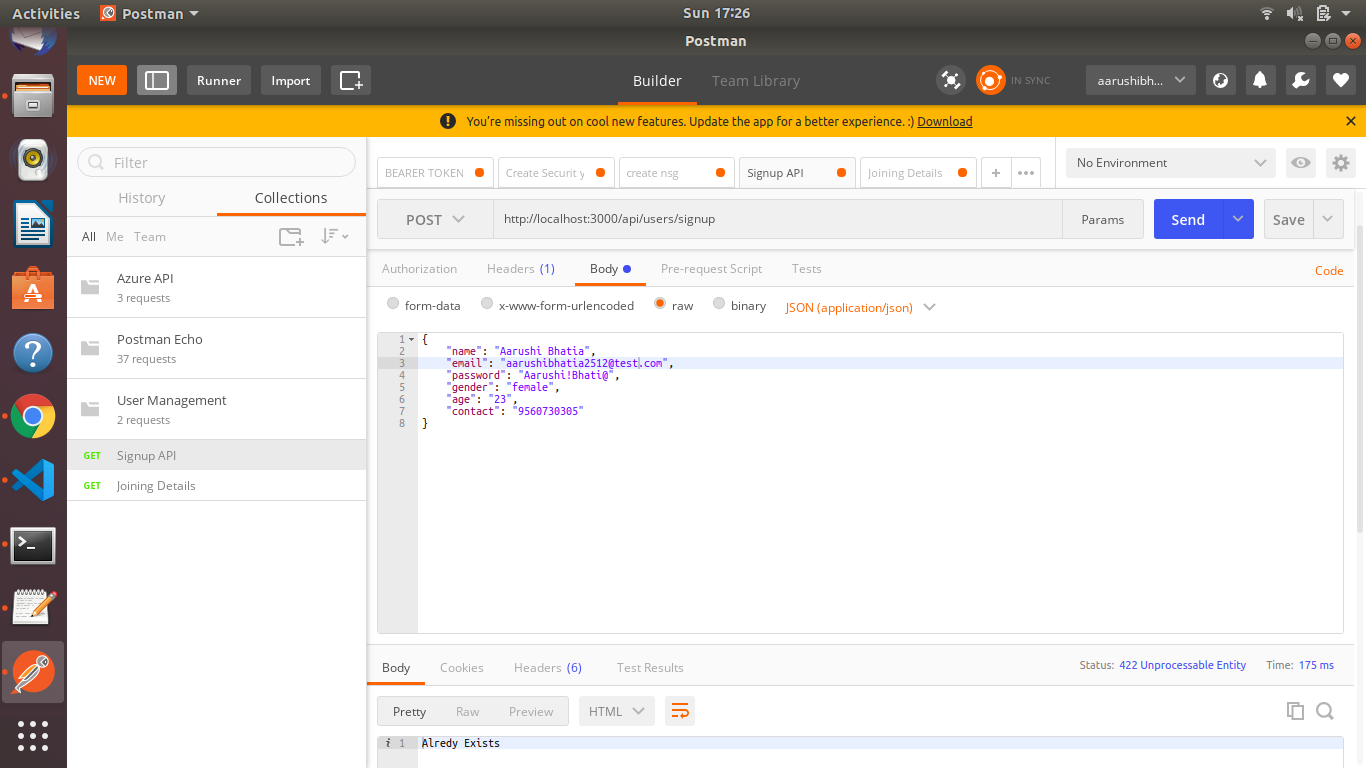 Activities Postman Sun 17:26
Postman
NEW Runner Import Builder Team Library IN SYNC aarushibh...
You're missing out on cool new features. Update the app for a better experience. :) Download
Filter
History Collections
All Me Team
Azure API
3 requests
Postman Echo
37 requests
User Management
2 requests
GET Signup API
GET Joining Details
BEARER TOKEN Create Security create nsg Signup API Joining Details + ••• No Environment
POST http://localhost:3000/api/users/signup Params Send Save
Authorization Headers (1) Body Pre-request Script Tests Code
form-data x-www-form-urlencoded raw binary JSON (application/json)
1 {
2 "name": "Aarushi Bhatia",
3 "email": "aarushibhatia2512@test.com",
4 "password": "Aarushi!Bhati@",
5 "gender": "female",
6 "age": "23",
7 "contact": "9560730305"
8 }
Body Cookies Headers (6) Test Results Status: 422 Unprocessable Entity Time: 175 ms
Pretty Raw Preview HTML
i 1 Alredy Exists